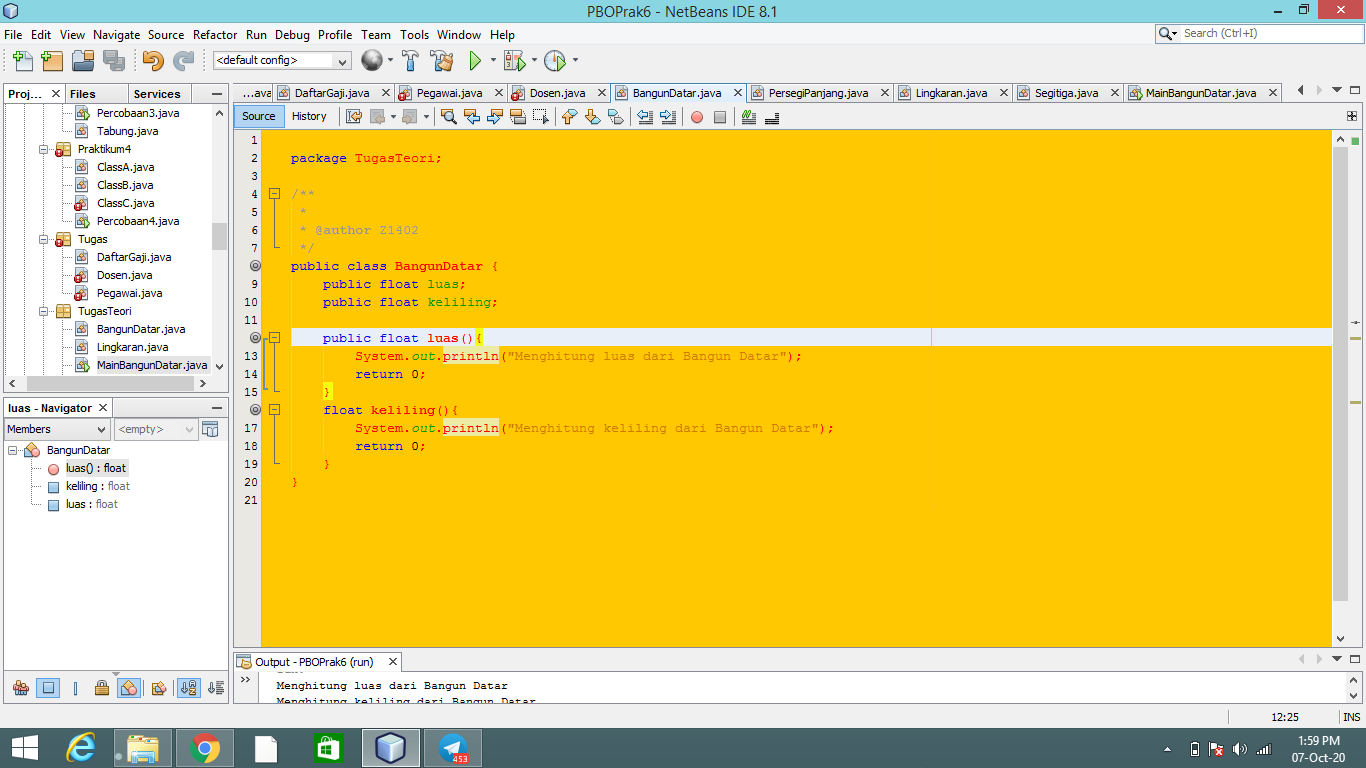 PBOPrak6 - NetBeans IDE 8.1
File Edit View Navigate Source Refactor Run Debug Profile Team Tools Window Help
Search (Ctrl+I)
<default config>
Proj... Files Services
...ava DaftarGaji.java Pegawai.java Dosen.java BangunDatar.java PersegiPanjang.java Lingkaran.java Segitiga.java MainBangunDatar.java
Source History
Percobaan3.java
Tabung.java
Praktikum4
ClassA.java
ClassB.java
ClassC.java
Percobaan4.java
Tugas
DaftarGaji.java
Dosen.java
Pegawai.java
TugasTeori
BangunDatar.java
Lingkaran.java
MainBangunDatar.java
luas - Navigator
Members <empty>
BangunDatar
luas() : float
keliling : float
luas : float
1
2 package TugasTeori;
3
4 /**
5 *
6 * @author Z1402
7 */
public class BangunDatar {
9 public float luas;
10 public float keliling;
11
public float luas(){
13 System.out.println("Menghitung luas dari Bangun Datar");
14 return 0;
15 }
float keliling(){
17 System.out.println("Menghitung keliling dari Bangun Datar");
18 return 0;
19 }
20 }
21
Output - PBOPrak6 (run)
Menghitung luas dari Bangun Datar
Menghitung keliling dari Bangun Datar
12:25 INS
453
1:59 PM
07-Oct-20